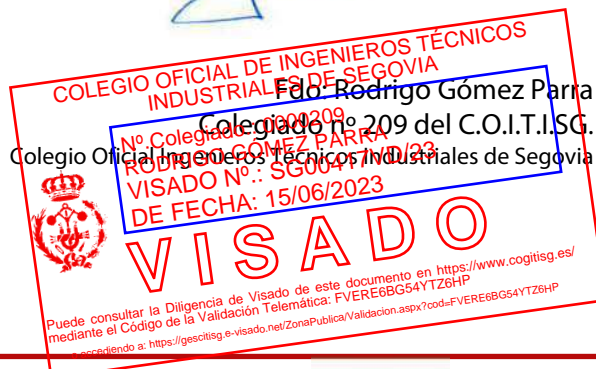 COLEGIO OFICIAL DE INGENIEROS TÉCNICOS
INDUSTRIALES DE SEGOVIA
Fdo: Rodrigo Gómez Parra
Colegiado nº 209 del C.O.I.T.I.SG.
Colegio Oficial Ingenieros Técnicos Industriales de Segovia
Nº Colegiado.: 0000209
RODRIGO GÓMEZ PARRA
VISADO Nº.: SG00417/VD/23
DE FECHA: 15/06/2023
VISADO
Puede consultar la Diligencia de Visado de este documento en https://www.cogitisg.es/
mediante el Código de la Validación Telemática: FVERE6BG54YTZ6HP
accediendo a: https://gescitisg.e-visado.net/ZonaPublica/Validacion.aspx?cod=FVERE6BG54YTZ6HP